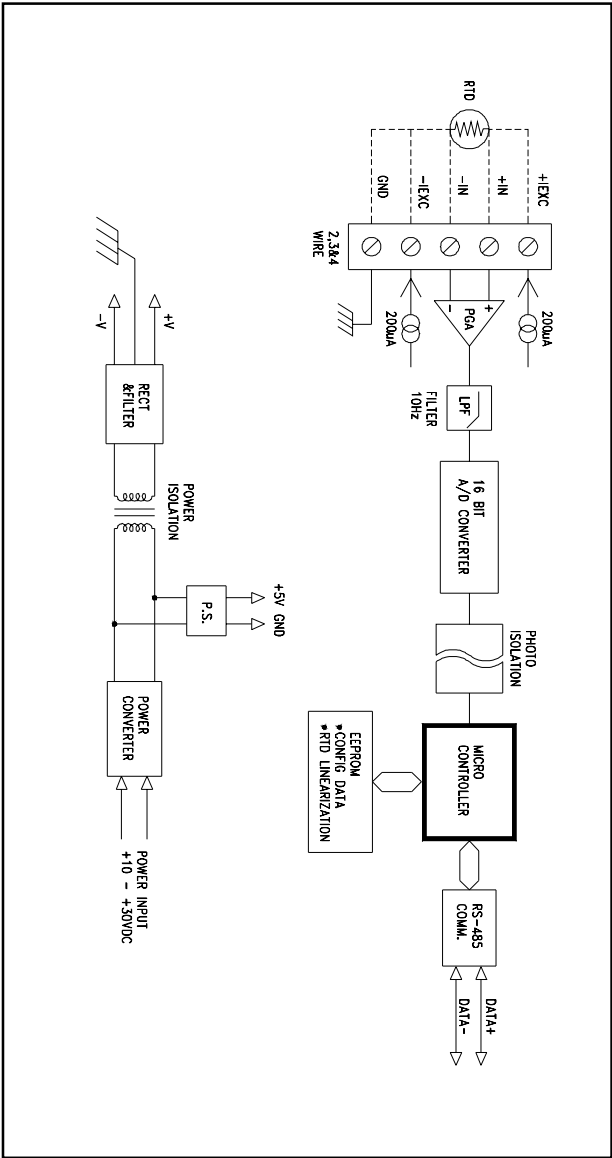 RTD
+IEXC
+IN
-IN
-IEXC
GND
2,3&4
WIRE
200uA
200uA
+
-
PGA
LPF
FILTER
10Hz
16 BIT
A/D CONVERTER
PHOTO
ISOLATION
MICRO
CONTROLLER
EEPROM
CONFIG DATA
RTD LINEARIZATION
RS-485
COMM.
DATA+
DATA-
+V
-V
RECT
&FILTER
POWER
ISOLATION
+5V GND
P.S.
POWER
CONVERTER
POWER INPUT
+10 - +30VDC